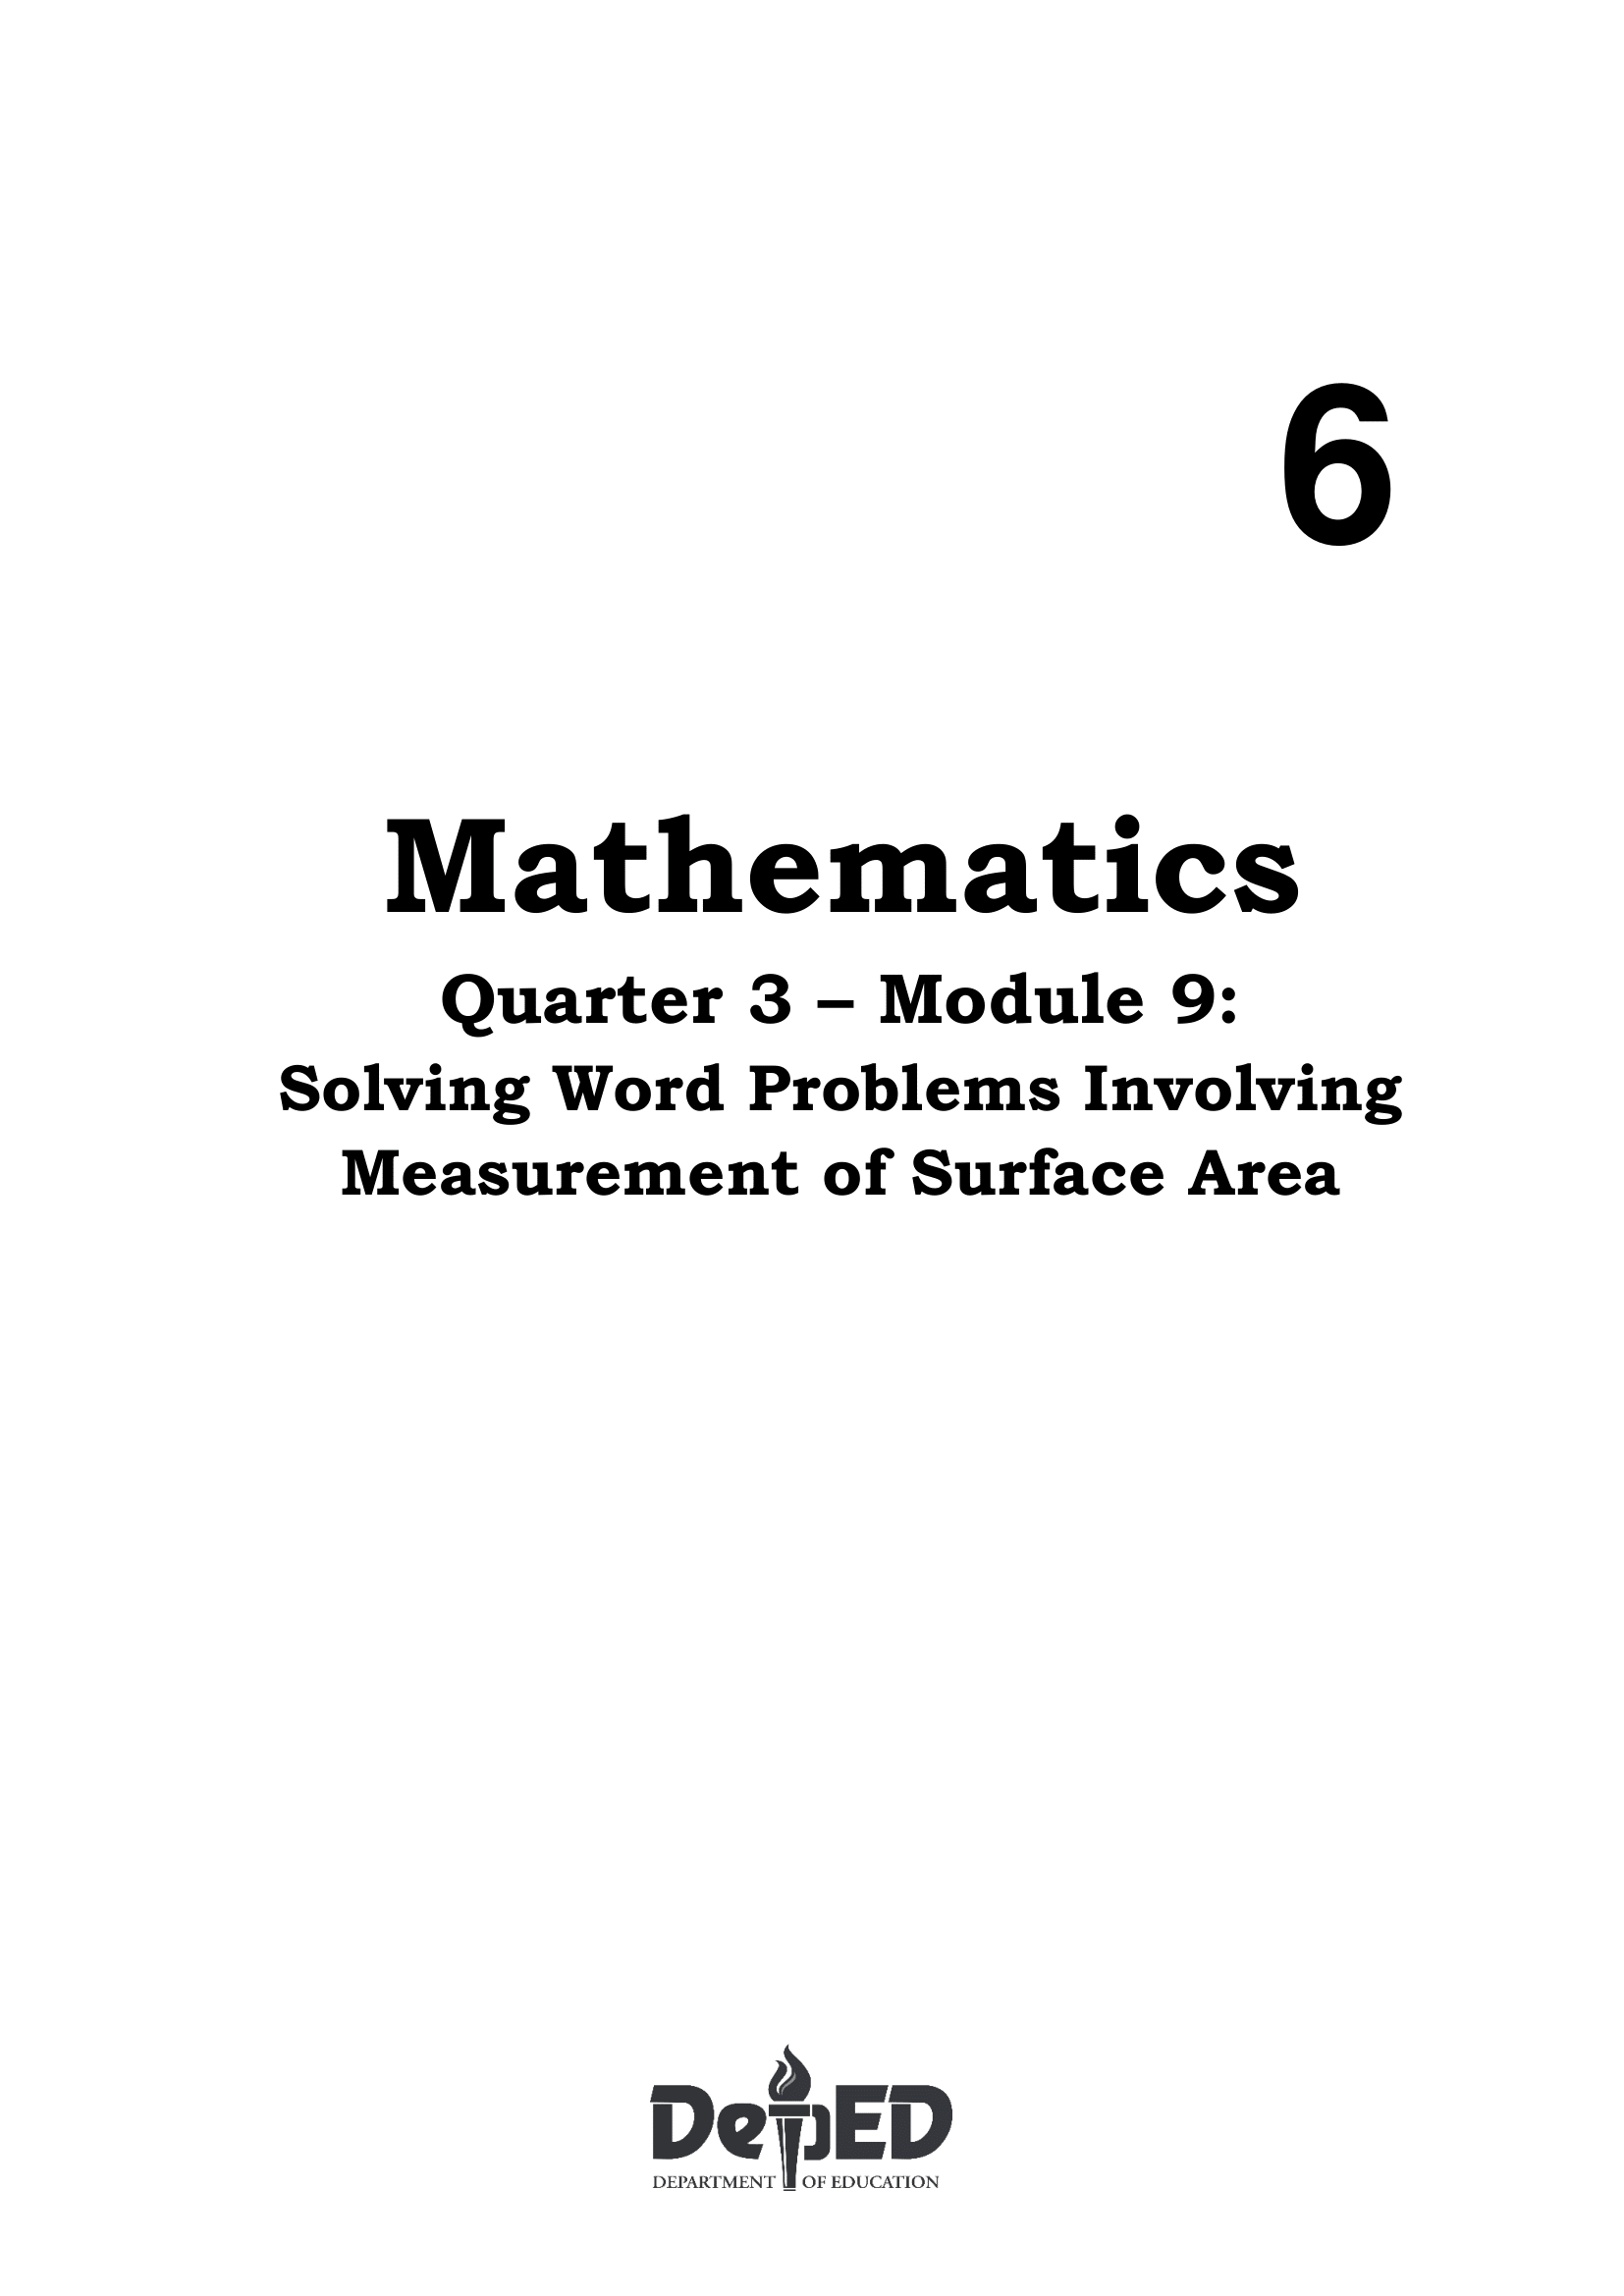 6
Mathematics
Quarter 3 – Module 9:
Solving Word Problems Involving
Measurement of Surface Area
DepED
DEPARTMENT OF EDUCATION